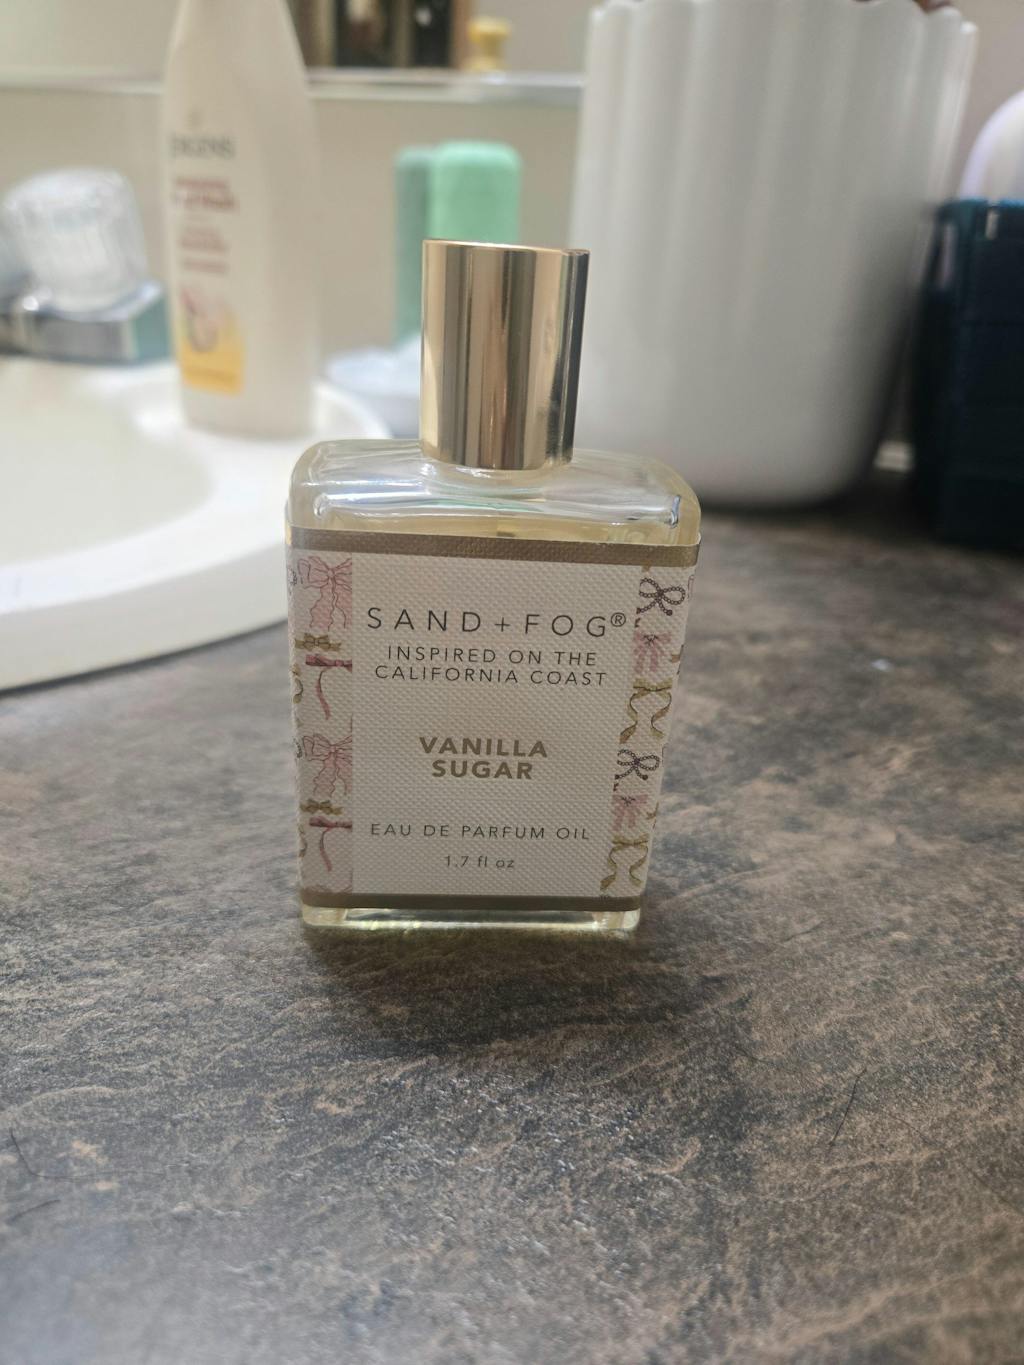 SAND+FOG®
INSPIRED ON THE
CALIFORNIA COAST
VANILLA
SUGAR
EAU DE PARFUM OIL
1.7 fl oz